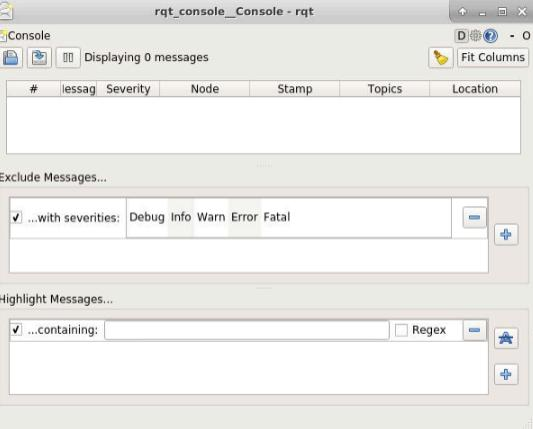 rqt_console__Console - rqt
Console D ? - O
Displaying 0 messages Fit Columns
# lessag Severity Node Stamp Topics Location
Exclude Messages...
...with severities: Debug Info Warn Error Fatal
Highlight Messages...
...containing: Regex